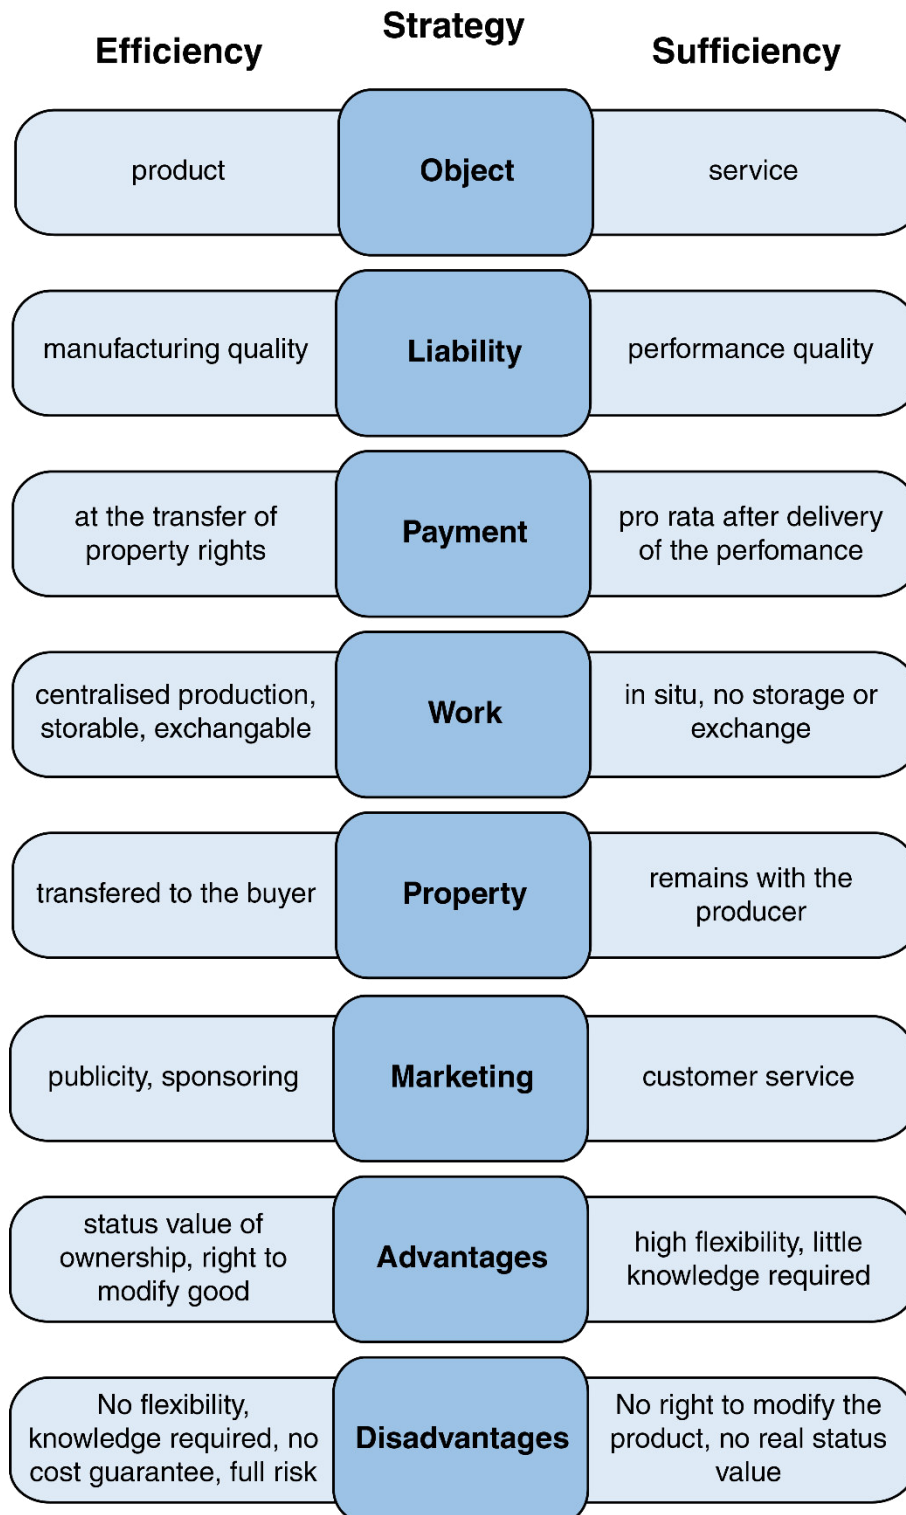 Efficiency
Strategy
Sufficiency
product
Object
service
manufacturing quality
Liability
performance quality
at the transfer of
property rights
Payment
pro rata after delivery
of the perfomance
centralised production,
storable, exchangable
Work
in situ, no storage or
exchange
transfered to the buyer
Property
remains with the
producer
publicity, sponsoring
Marketing
customer service
status value of
ownership, right to
modify good
Advantages
high flexibility, little
knowledge required
No flexibility,
knowledge required, no
cost guarantee, full risk
Disadvantages
No right to modify the
product, no real status
value